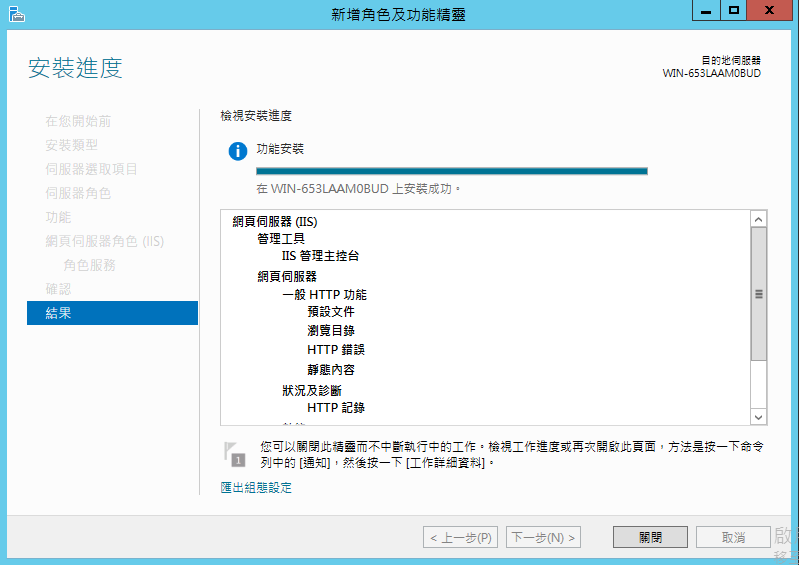 新增角色及功能精靈
安裝進度
目的地伺服器
WIN-653LAAM0BUD
在您開始前
安裝類型
伺服器選取項目
伺服器角色
功能
網頁伺服器角色 (IIS)
角色服務
確認
結果
檢視安裝進度
功能安裝
在 WIN-653LAAM0BUD 上安裝成功。
網頁伺服器 (IIS)
管理工具
IIS 管理主控台
網頁伺服器
一般 HTTP 功能
預設文件
瀏覽目錄
HTTP 錯誤
靜態內容
狀況及診斷
HTTP 記錄
1
您可以關閉此精靈而不中斷執行中的工作。檢視工作進度或再次開啟此頁面，方法是按一下命令
列中的 [通知]，然後按一下 [工作詳細資料]。
匯出組態設定
< 上一步(P)
下一步(N) >
關閉
取消
啟
移